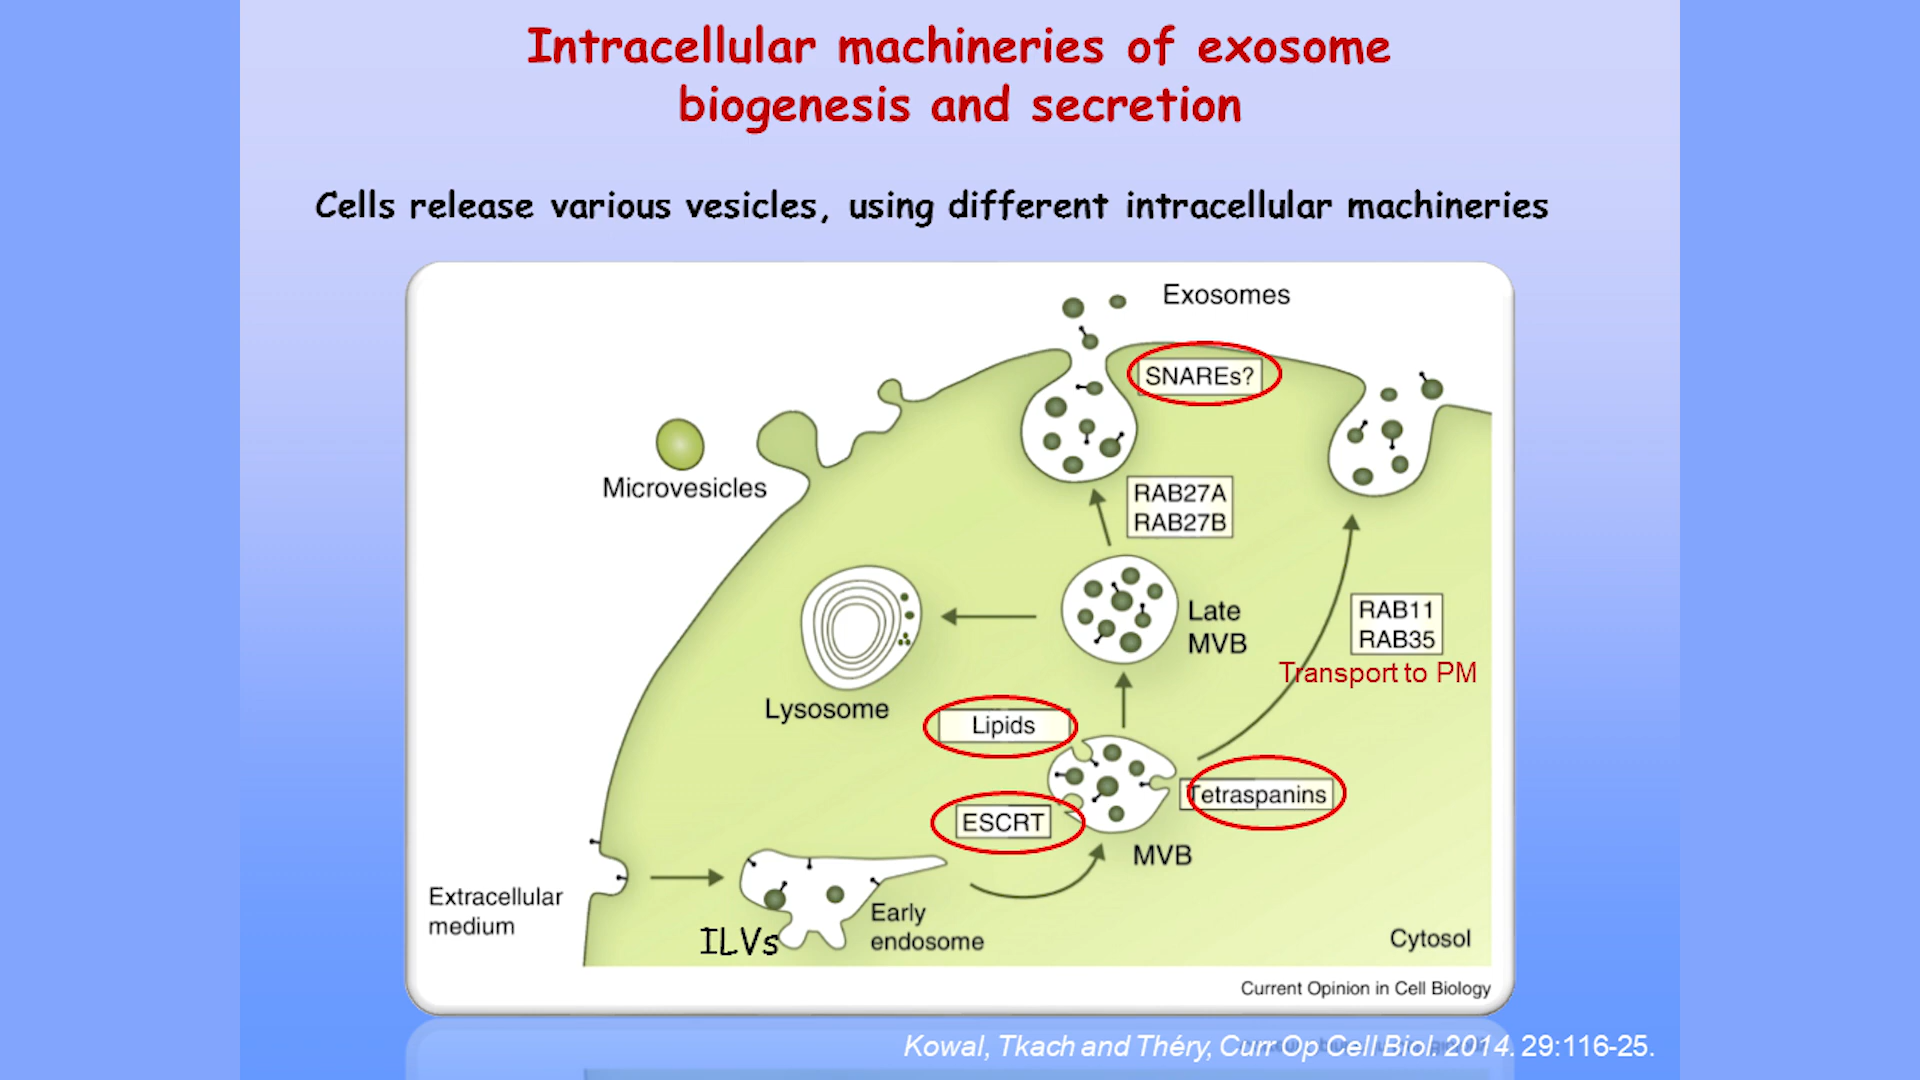 Intracellular machineries of exosome
biogenesis and secretion
Cells release various vesicles, using different intracellular machineries
Exosomes
SNAREs?
Microvesicles
RAB27A
RAB27B
Late
MVB
RAB11
RAB35
Transport to PM
Lysosome
Lipids
Tetraspanins
ESCRT
MVB
Extracellular
medium
ILVs
Early
endosome
Cytosol
Current Opinion in Cell Biology
Kowal, Tkach and Théry, Curr Op Cell Biol. 2014. 29:116-25.